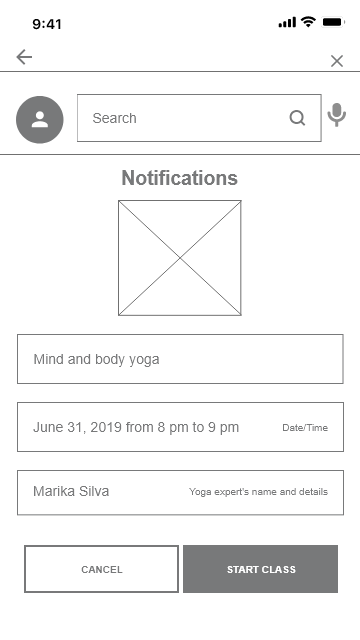 9:41
Search
Notifications
Mind and body yoga
June 31, 2019 from 8 pm to 9 pm Date/Time
Marika Silva Yoga expert's name and details
CANCEL START CLASS